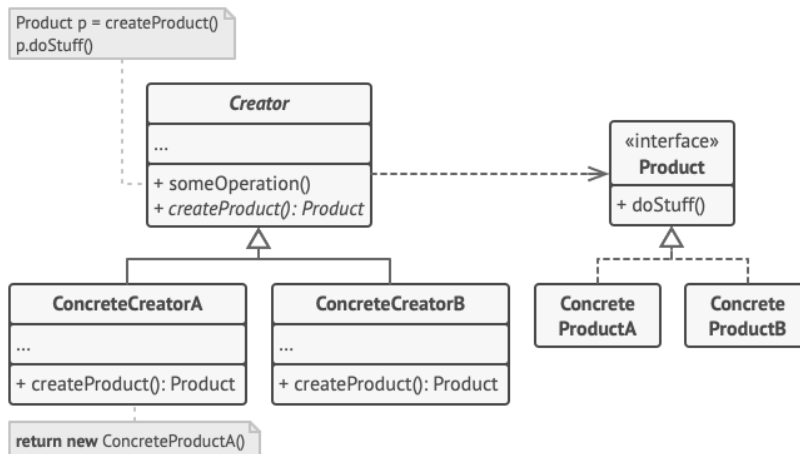 Product p = createProduct()
p.doStuff()
Creator
...
+ someOperation()
+ createProduct(): Product
«interface»
Product
+ doStuff()
ConcreteCreatorA
...
+ createProduct(): Product
ConcreteCreatorB
...
+ createProduct(): Product
Concrete
ProductA
Concrete
ProductB
return new ConcreteProductA()